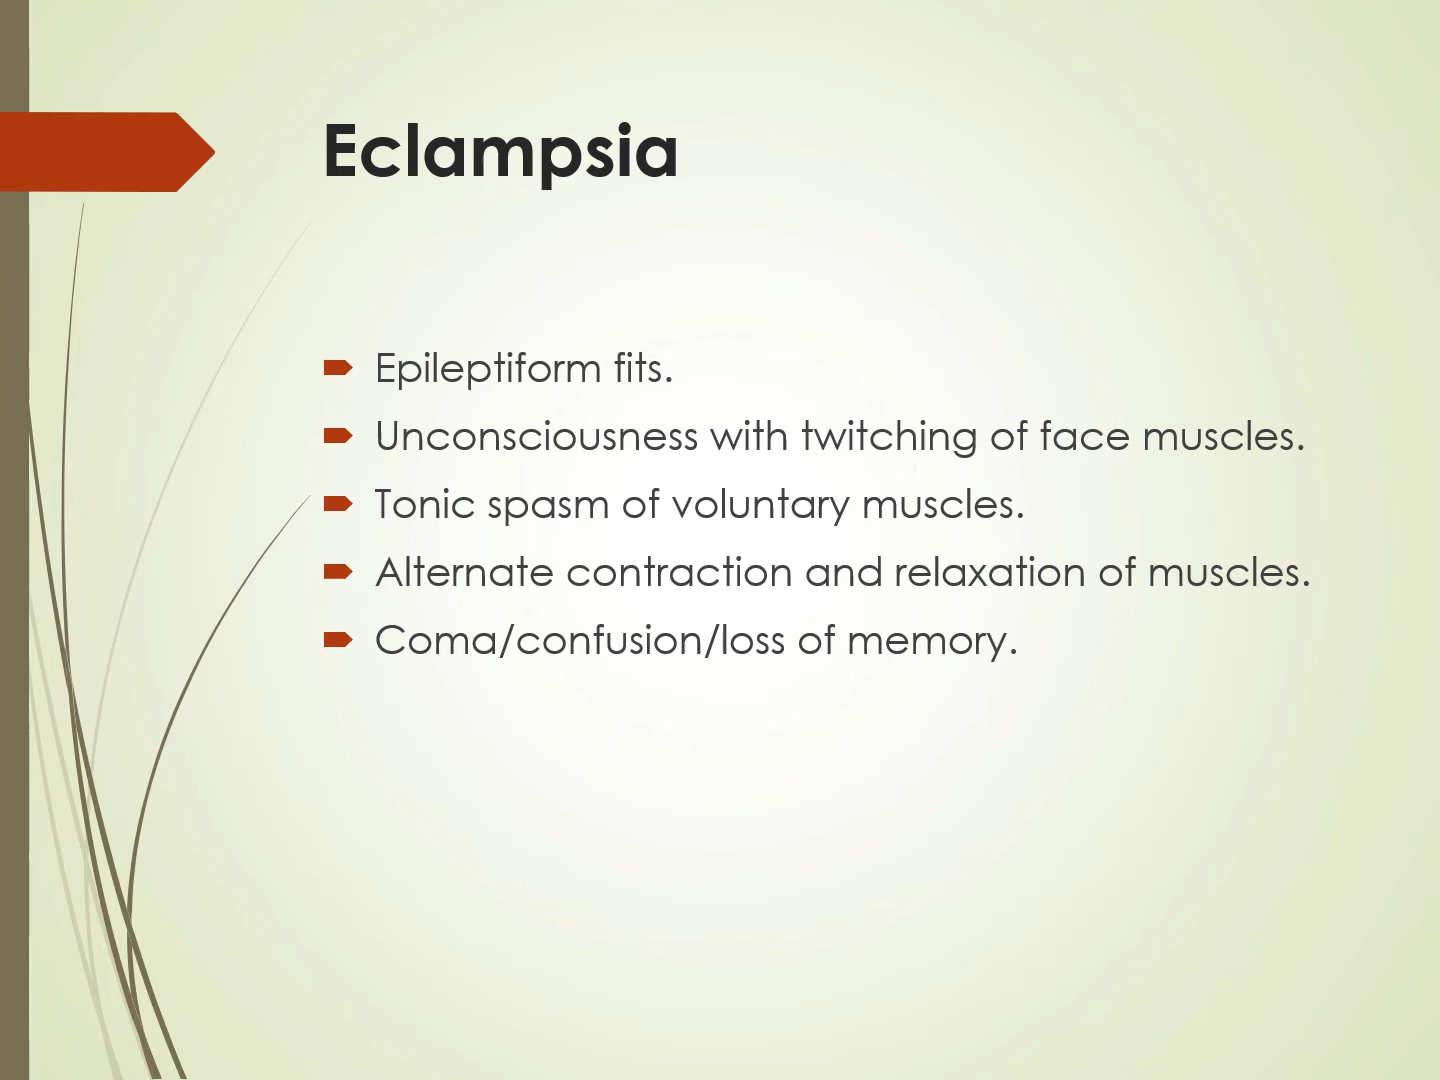 Eclampsia
Epileptiform fits.
Unconsciousness with twitching of face muscles.
Tonic spasm of voluntary muscles.
Alternate contraction and relaxation of muscles.
Coma/confusion/loss of memory.